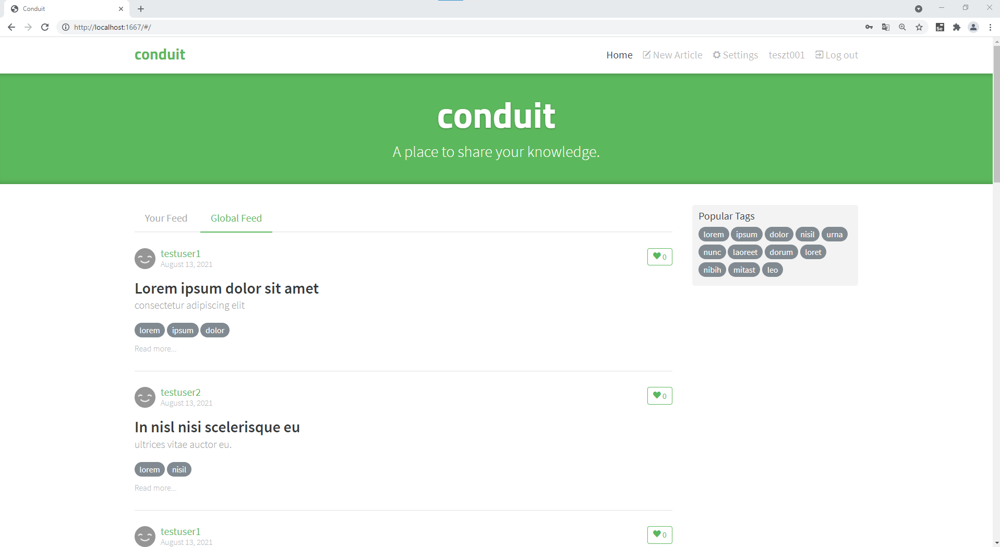 Conduit
http://localhost:1667/#/
conduit
Home New Article Settings teszt001 Log out
conduit
A place to share your knowledge.
Your Feed Global Feed
testuser1
August 13, 2021
0
Lorem ipsum dolor sit amet
consectetur adipiscing elit
lorem ipsum dolor
Read more...
testuser2
August 13, 2021
0
In nisl nisi scelerisque eu
ultrices vitae auctor eu.
lorem nisil
Read more...
testuser1
August 13, 2021
0
Popular Tags
lorem ipsum dolor nisil urna
nunc laoreet dorum loret
nibih mitast leo
Se